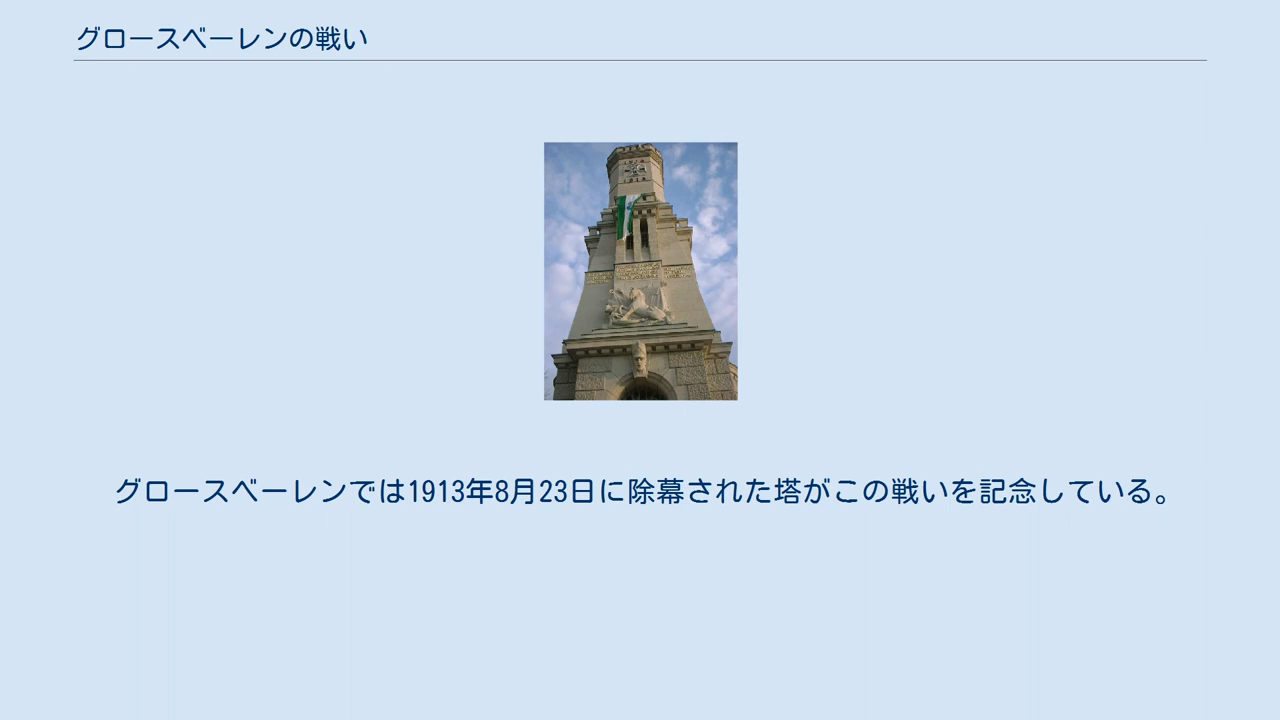 グロースベーレンの戦い
グロースベーレンでは1913年8月23日に除幕された塔がこの戦いを記念している。